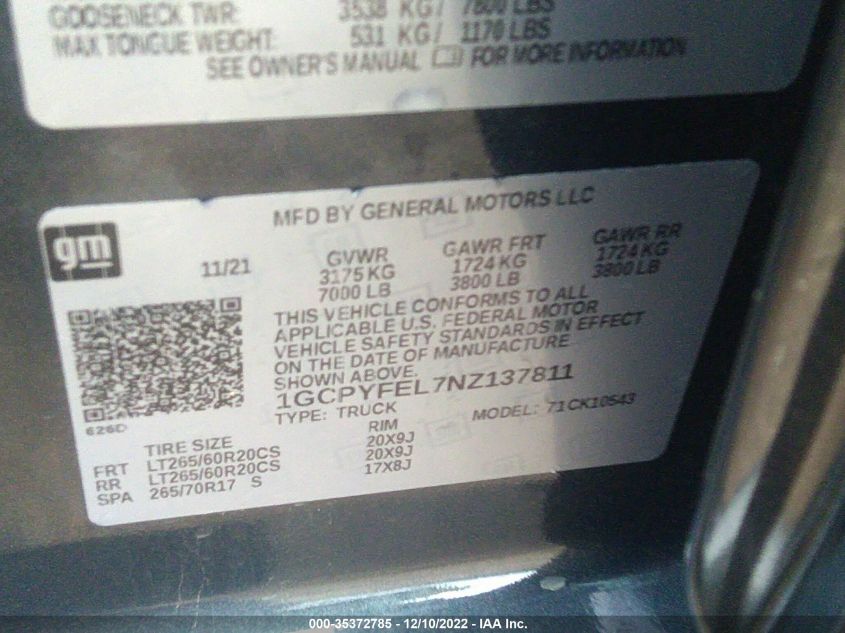 GOOSENECK TWR: 3538 KG/ 7800 LBS
MAX TONGUE WEIGHT: 531 KG/ 1170 LBS
SEE OWNER'S MANUAL FOR MORE INFORMATION
MFD BY GENERAL MOTORS LLC
gm
11/21
GVWR
3175 KG
7000 LB
GAWR FRT
1724 KG
3800 LB
GAWR RR
1724 KG
3800 LB
THIS VEHICLE CONFORMS TO ALL
APPLICABLE U.S. FEDERAL MOTOR
VEHICLE SAFETY STANDARDS IN EFFECT
ON THE DATE OF MANUFACTURE
SHOWN ABOVE.
1GCPYFEL7NZ137811
TYPE: TRUCK MODEL: 71CK10543
626D
TIRE SIZE RIM
FRT LT265/60R20CS 20X9J
RR LT265/60R20CS 20X9J
SPA 265/70R17 S 17X8J
000-35372785 - 12/10/2022 - IAA Inc.